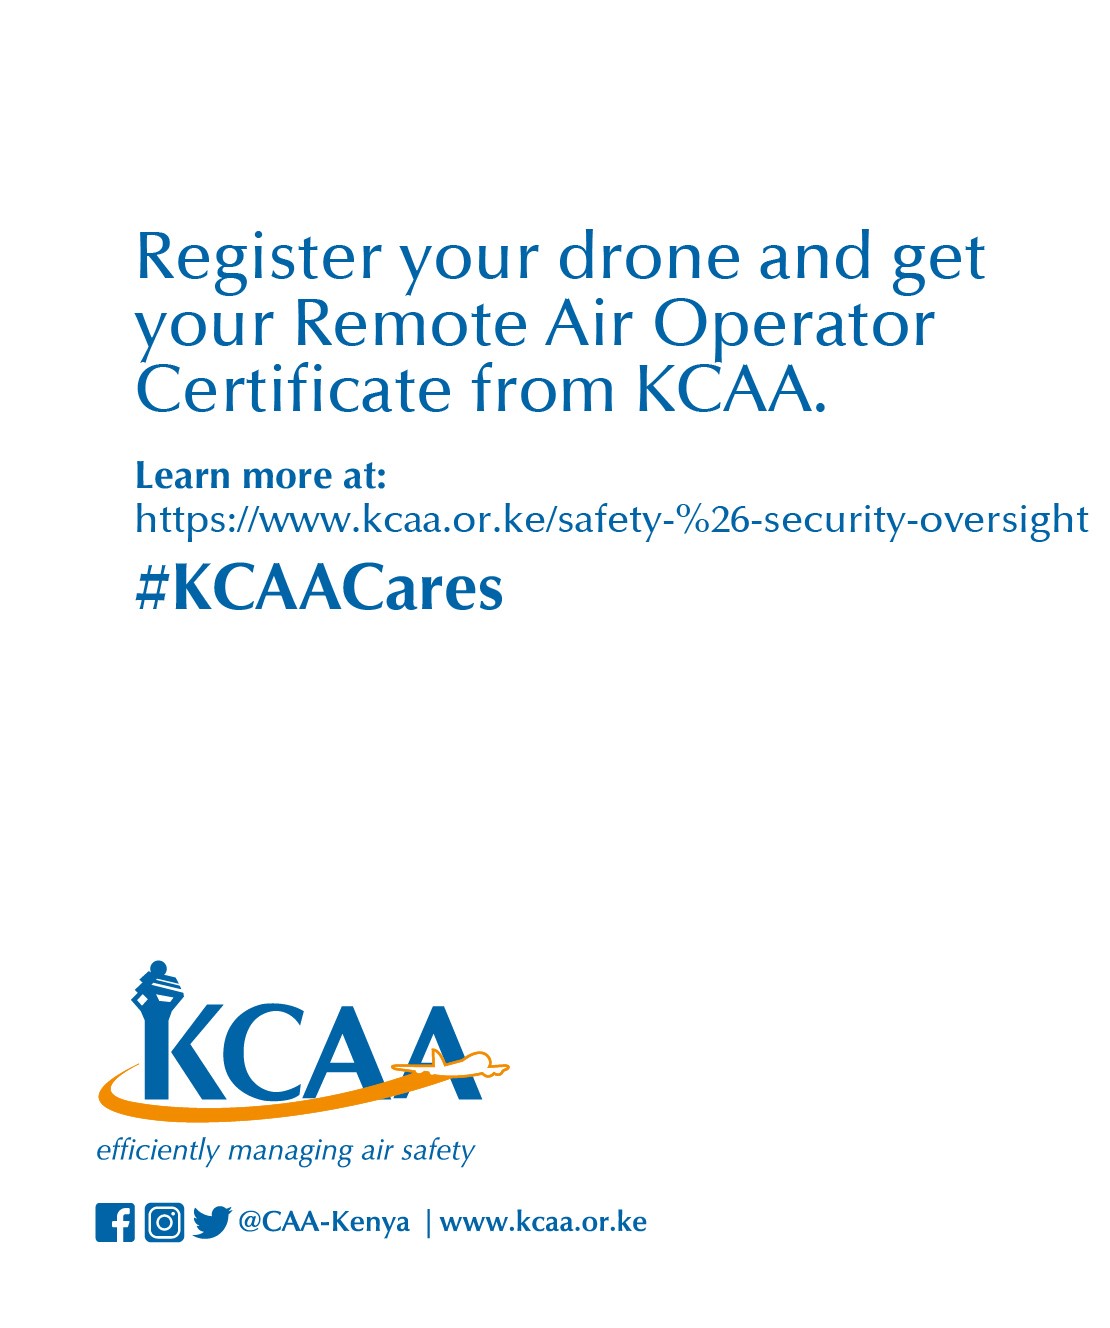 Register your drone and get
your Remote Air Operator
Certificate from KCAA.
Learn more at:
https://www.kcaa.or.ke/safety-%26-security-oversight
#KCAACares
KCAA
efficiently managing air safety
@CAA-Kenya | www.kcaa.or.ke